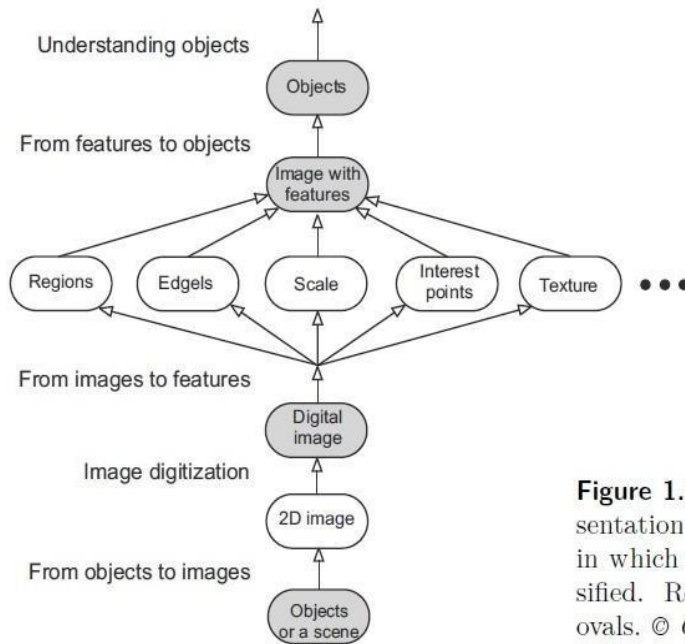 Understanding objects
Objects
From features to objects
Image with
features
Regions
Edgels
Scale
Interest
points
Texture
From images to features
Digital
image
Image digitization
2D image
From objects to images
Objects
or a scene
Figure 1.
sentation
in which
sified.
ovals. ©